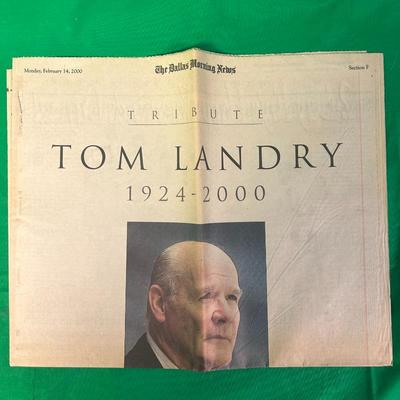 Monday, February 14, 2000 The Dallas Morning News Section F
TRIBUTE
TOM LANDRY
1924-2000